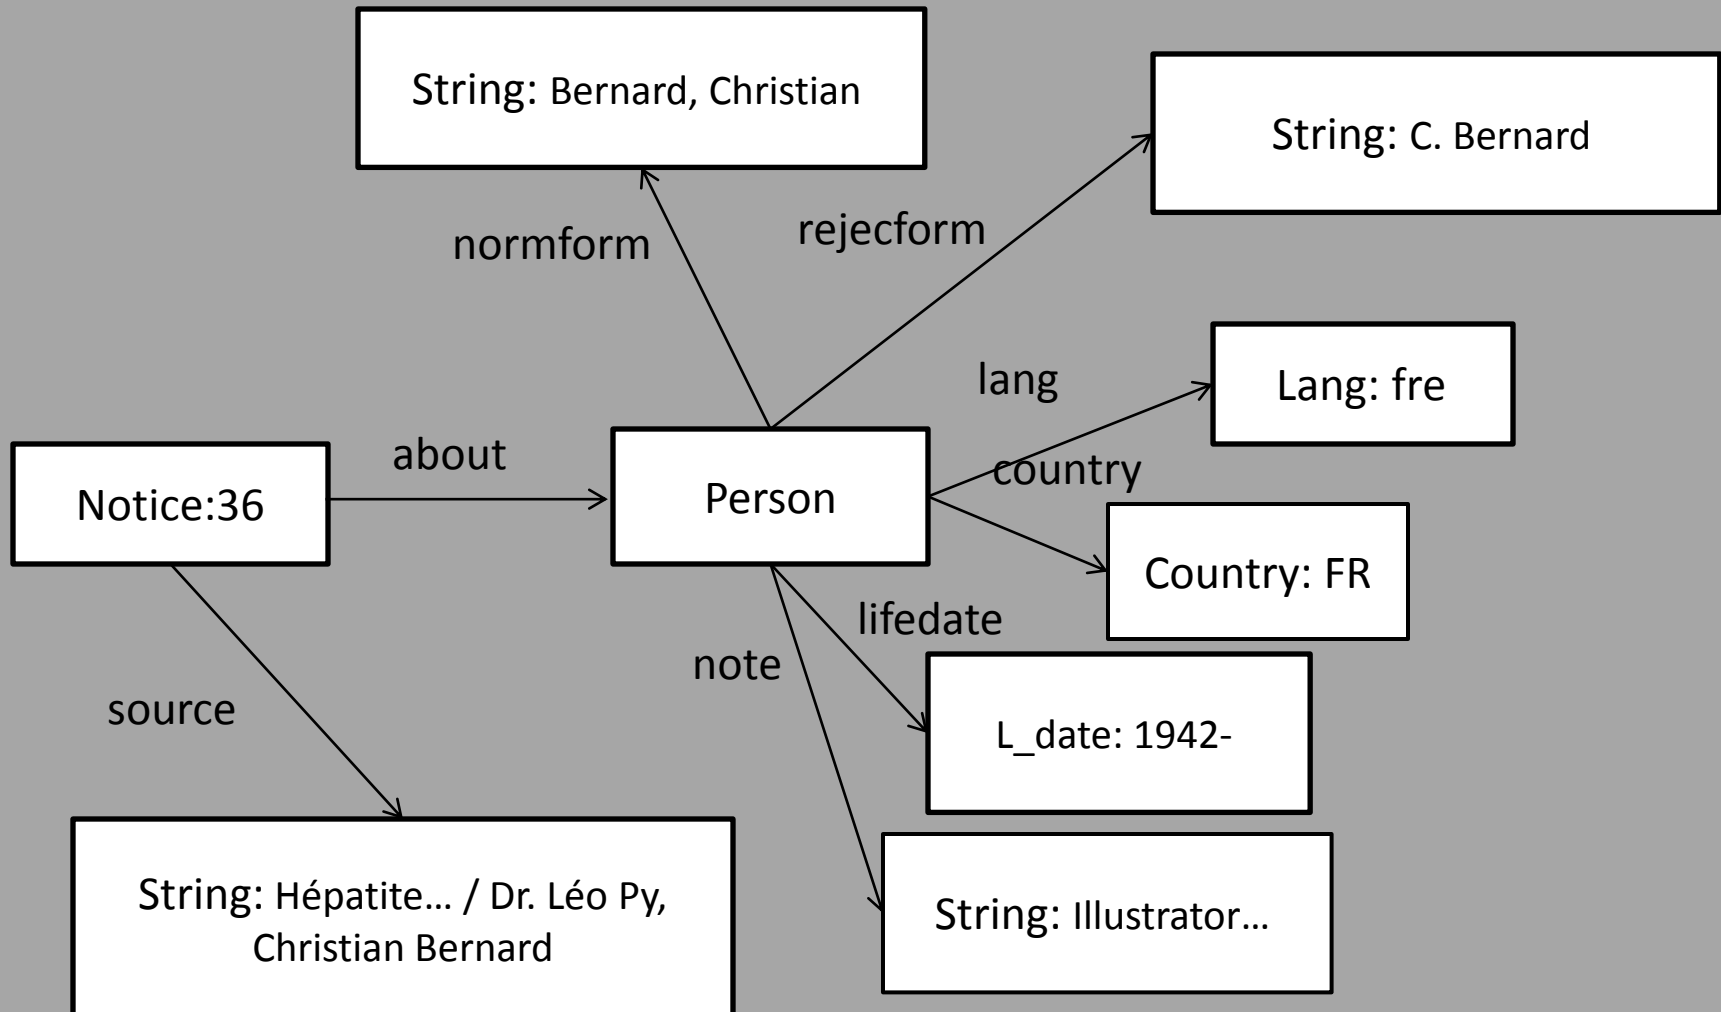 String: Bernard, Christian
String: C. Bernard
normform
rejecform
lang
Lang: fre
about
country
Notice:36
Person
Country: FR
lifedate
note
source
L_date: 1942-
String: Hépatite... / Dr. Léo Py,
Christian Bernard
String: Illustrator...